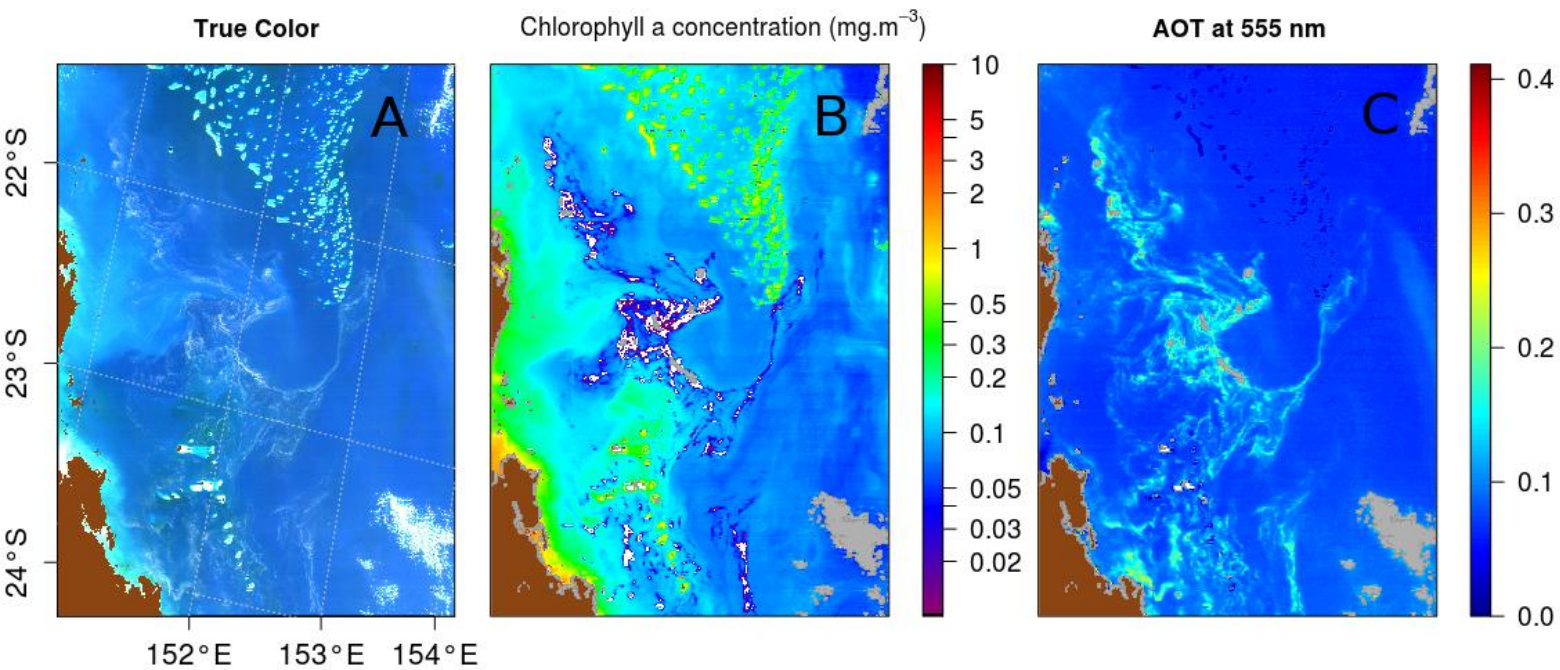 True Color
Chlorophyll a concentration (mg.m⁻³)
AOT at 555 nm
A
B
C
22°S
23°S
24°S
152°E 153°E 154°E
10
5
3
2
1
0.5
0.3
0.2
0.1
0.05
0.03
0.02
0.4
0.3
0.2
0.1
0.0